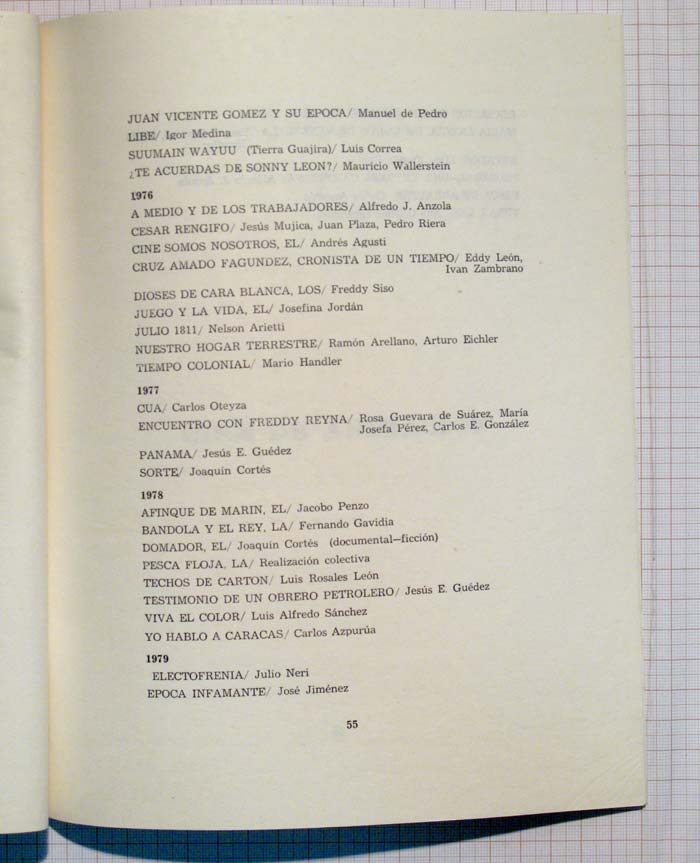 JUAN VICENTE GOMEZ Y SU EPOCA/ Manuel de Pedro
LIBE/ Igor Medina
SUUMAIN WAYUU (Tierra Guajira)/ Luis Correa
¿TE ACUERDAS DE SONNY LEON?/ Mauricio Wallerstein
1976
A MEDIO Y DE LOS TRABAJADORES/ Alfredo J. Anzola
CESAR RENGIFO/ Jesús Mujica, Juan Plaza, Pedro Riera
CINE SOMOS NOSOTROS, EL/ Andrés Agusti
CRUZ AMADO FAGUNDEZ, CRONISTA DE UN TIEMPO/ Eddy León,
Ivan Zambrano
DIOSES DE CARA BLANCA, LOS/ Freddy Siso
JUEGO Y LA VIDA, EL/ Josefina Jordán
JULIO 1811/ Nelson Arietti
NUESTRO HOGAR TERRESTRE/ Ramón Arellano, Arturo Eichler
TIEMPO COLONIAL/ Mario Handler
1977
CUA/ Carlos Oteyza
ENCUENTRO CON FREDDY REYNA/ Rosa Guevara de Suárez, María
Josefa Pérez, Carlos E. González
PANAMA/ Jesús E. Guédez
SORTE/ Joaquín Cortés
1978
AFINQUE DE MARIN, EL/ Jacobo Penzo
BANDOLA Y EL REY, LA/ Fernando Gavidia
DOMADOR, EL/ Joaquín Cortés (documental—ficción)
PESCA FLOJA, LA/ Realización colectiva
TECHOS DE CARTON/ Luis Rosales León
TESTIMONIO DE UN OBRERO PETROLERO/ Jesús E. Guédez
VIVA EL COLOR/ Luis Alfredo Sánchez
YO HABLO A CARACAS/ Carlos Azpurúa
1979
ELECTOFRENIA/ Julio Neri
EPOCA INFAMANTE/ José Jiménez
55